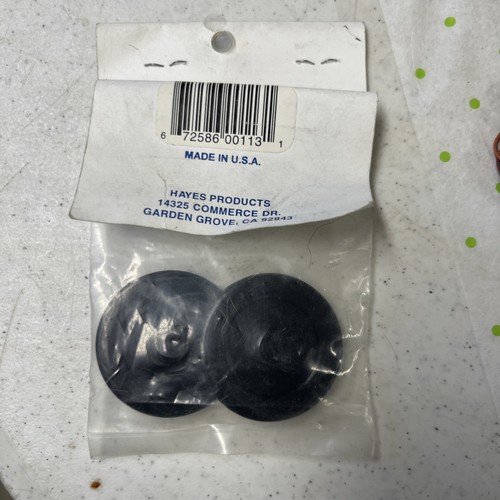 6 72586 00113 1
MADE IN U.S.A.
HAYES PRODUCTS
14325 COMMERCE DR.
GARDEN GROVE, CA 92843